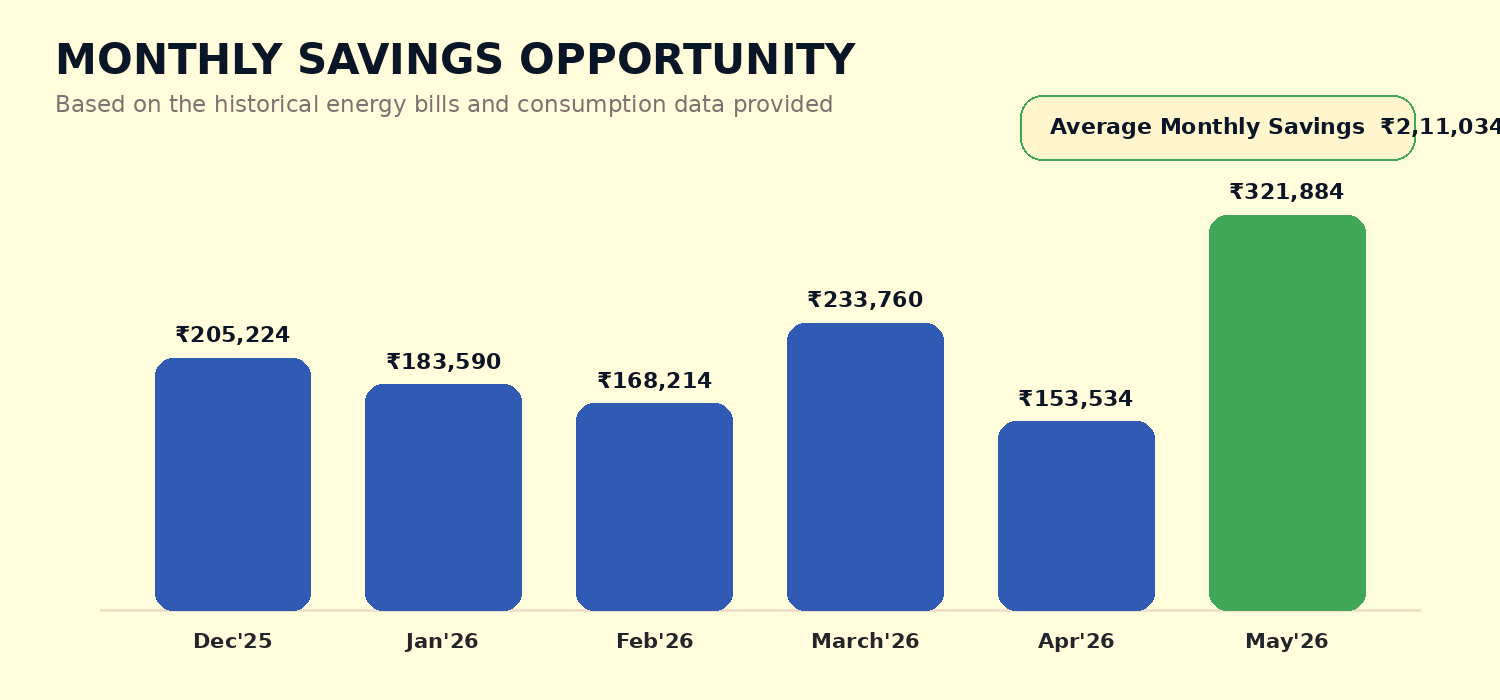 MONTHLY SAVINGS OPPORTUNITY
Based on the historical energy bills and consumption data provided
Average Monthly Savings ₹2,11,034
₹321,884
₹233,760
₹205,224
₹183,590
₹168,214
₹153,534
Dec'25 Jan'26 Feb'26 March'26 Apr'26 May'26